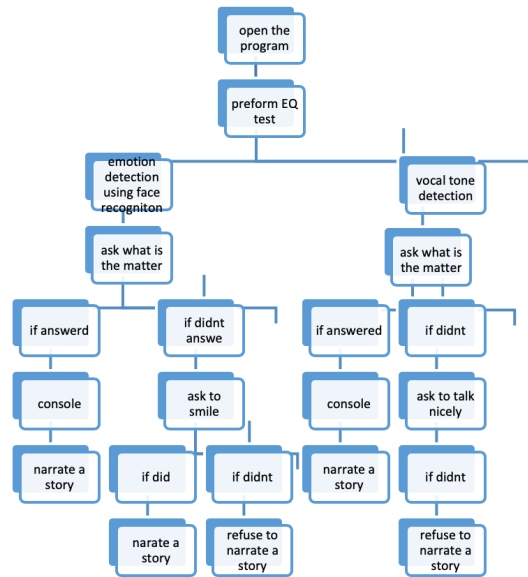 open the
program
preform EQ
test
emotion
detection
using face
recogniton
vocal tone
detection
ask what is
the matter
ask what is
the matter
if answerd
if didnt
answe
if answered
if didnt
console
ask to
smile
console
ask to talk
nicely
narrate a
story
if did
if didnt
narrate a
story
if didnt
narate a
story
refuse to
narrate a
story
refuse to
narrate a
story